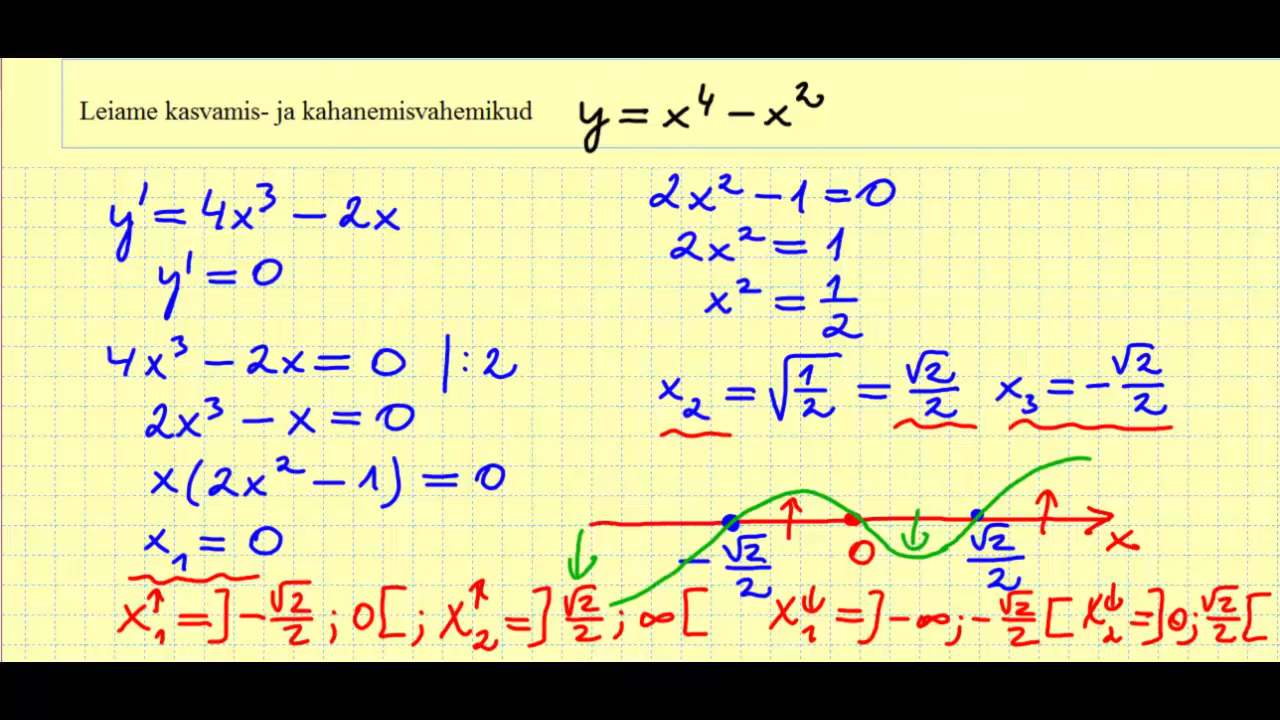 Leiame kasvamis- ja kahanemisvahemikud y = x⁴ − x²
y' = 4x³ − 2x
y' = 0
4x³ − 2x = 0 |:2
2x³ − x = 0
x(2x² − 1) = 0
x₁ = 0
2x² − 1 = 0
2x² = 1
x² = 1/2
x₂ = √(1/2) = √2/2 x₃ = −√2/2
−√2/2 0 √2/2 x
x₁↑ = ]−√2/2; 0[; x₂↑ = ]√2/2; ∞[ x₁↓ = ]−∞; −√2/2[ x₂↓ = ]0; √2/2[